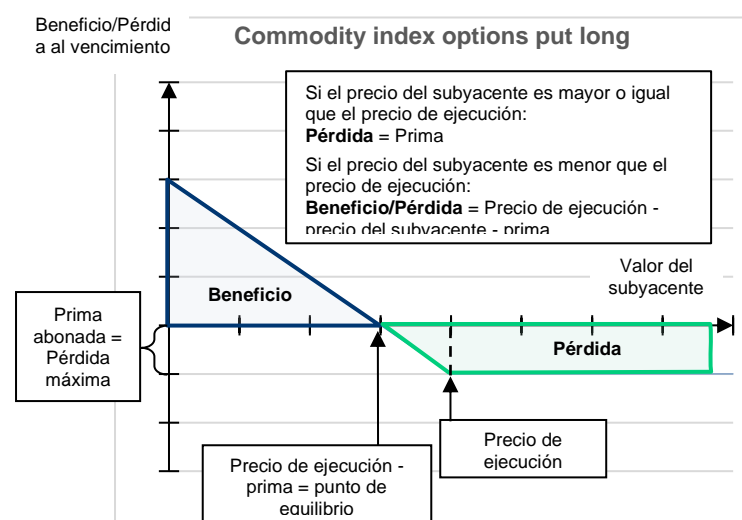 Beneficio/Pérdid
a al vencimiento
Commodity index options put long
Si el precio del subyacente es mayor o igual
que el precio de ejecución:
Pérdida = Prima
Si el precio del subyacente es menor que el
precio de ejecución:
Beneficio/Pérdida = Precio de ejecución -
precio del subyacente - prima
Valor del
subyacente
Beneficio
Prima
abonada =
Pérdida
máxima
Pérdida
Precio de
ejecución
Precio de ejecución -
prima = punto de
equilibrio